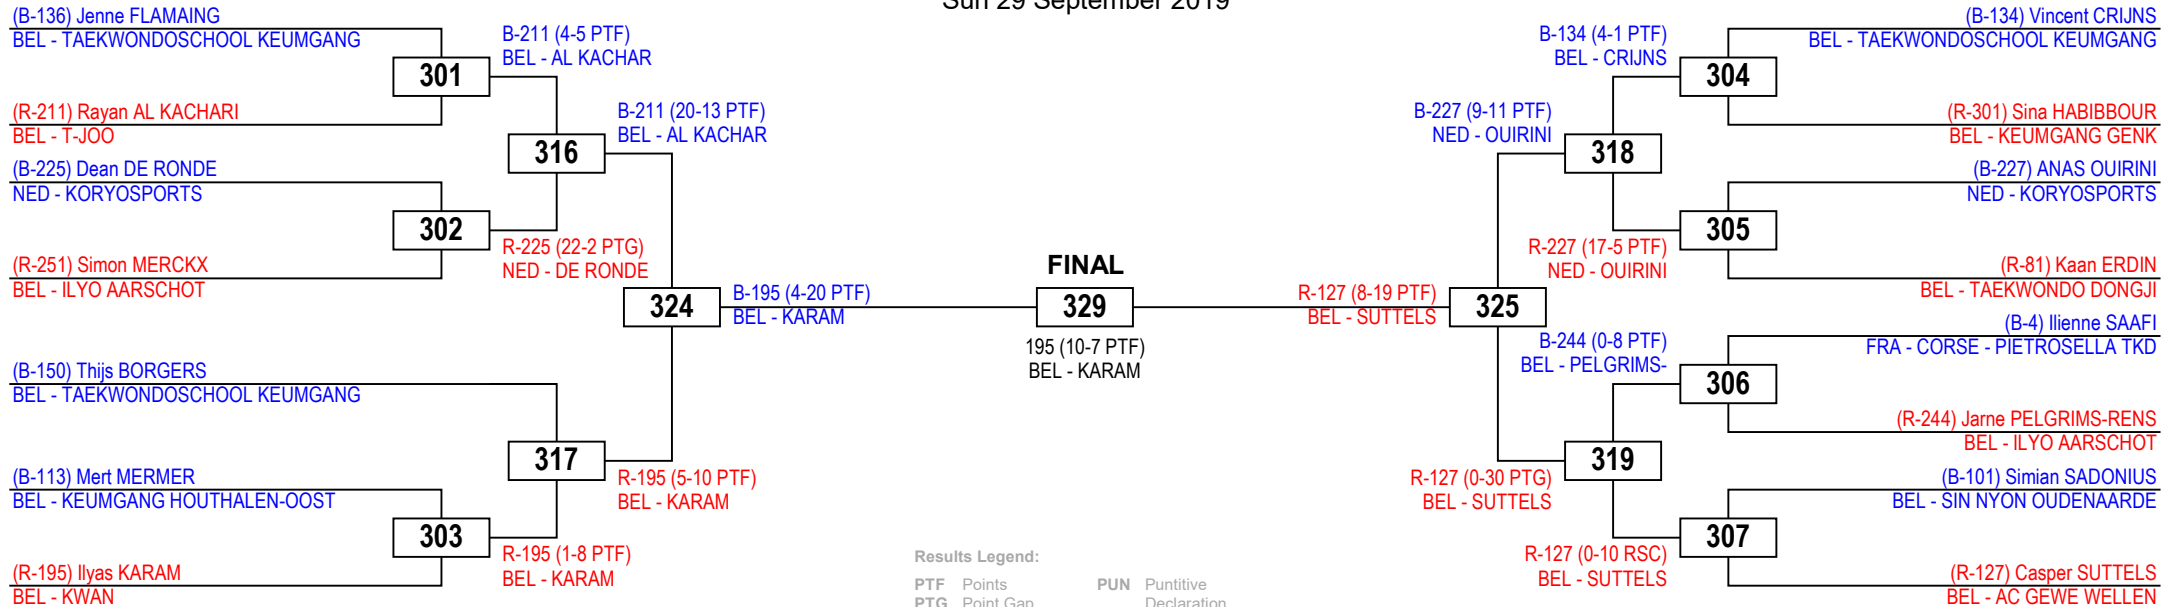 Sun 29 September 2019
(B-136) Jenne FLAMAING
BEL - TAEKWONDOSCHOOL KEUMGANG
301
(R-211) Rayan AL KACHARI
BEL - T-JOO
B-211 (4-5 PTF)
BEL - AL KACHAR
(B-225) Dean DE RONDE
NED - KORYOSPORTS
302
(R-251) Simon MERCKX
BEL - ILYO AARSCHOT
R-225 (22-2 PTG)
NED - DE RONDE
316
B-211 (20-13 PTF)
BEL - AL KACHAR
(B-150) Thijs BORGERS
BEL - TAEKWONDOSCHOOL KEUMGANG
(B-113) Mert MERMER
BEL - KEUMGANG HOUTHALEN-OOST
303
(R-195) Ilyas KARAM
BEL - KWAN
R-195 (1-8 PTF)
BEL - KARAM
317
R-195 (5-10 PTF)
BEL - KARAM
324
B-195 (4-20 PTF)
BEL - KARAM
FINAL
329
195 (10-7 PTF)
BEL - KARAM
R-127 (8-19 PTF)
BEL - SUTTELS
325
B-227 (9-11 PTF)
NED - OUIRINI
318
B-134 (4-1 PTF)
BEL - CRIJNS
304
(B-134) Vincent CRIJNS
BEL - TAEKWONDOSCHOOL KEUMGANG
(R-301) Sina HABIBBOUR
BEL - KEUMGANG GENK
R-227 (17-5 PTF)
NED - OUIRINI
305
(B-227) ANAS OUIRINI
NED - KORYOSPORTS
(R-81) Kaan ERDIN
BEL - TAEKWONDO DONGJI
R-127 (0-30 PTG)
BEL - SUTTELS
319
B-244 (0-8 PTF)
BEL - PELGRIMS-
306
(B-4) Ilienne SAAFI
FRA - CORSE - PIETROSELLA TKD
(R-244) Jarne PELGRIMS-RENS
BEL - ILYO AARSCHOT
R-127 (0-10 RSC)
BEL - SUTTELS
307
(B-101) Simian SADONIUS
BEL - SIN NYON OUDENAARDE
(R-127) Casper SUTTELS
BEL - AC GEWE WELLEN
Results Legend:
PTF Points PUN Puntitive
PTG Point Gap Declaration